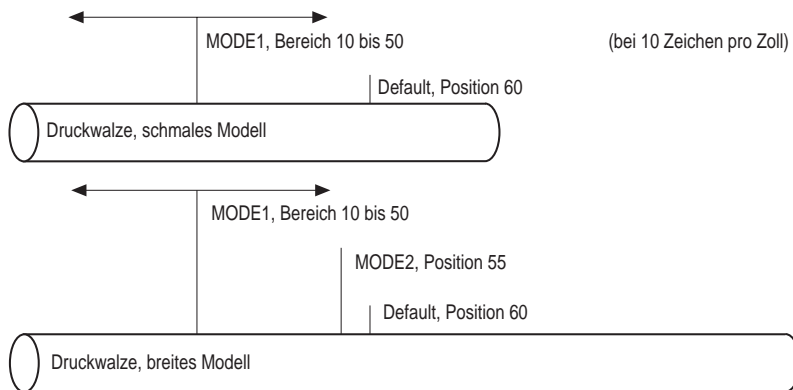 MODE1, Bereich 10 bis 50 (bei 10 Zeichen pro Zoll)
Default, Position 60
Druckwalze, schmales Modell
MODE1, Bereich 10 bis 50
MODE2, Position 55
Default, Position 60
Druckwalze, breites Modell